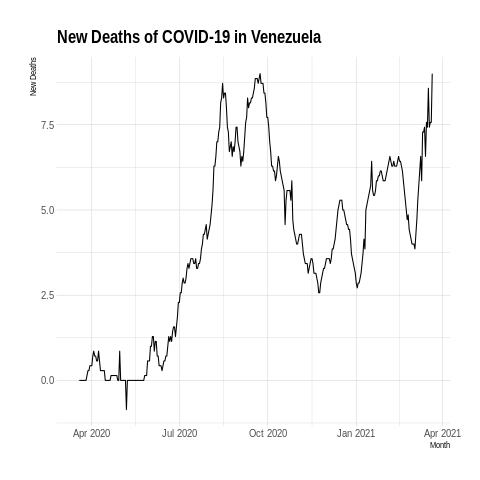 New Deaths of COVID-19 in Venezuela
New Deaths
7.5
5.0
2.5
0.0
Apr 2020
Jul 2020
Oct 2020
Jan 2021
Apr 2021
Month